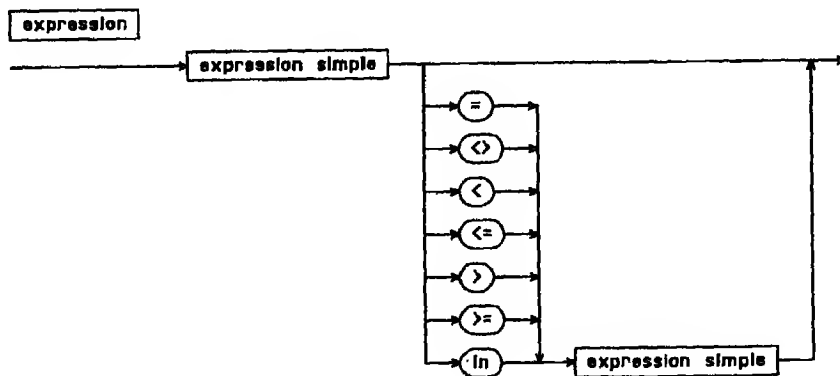 expression
expression simple
=
<>
<
<=
>
>=
in
expression simple